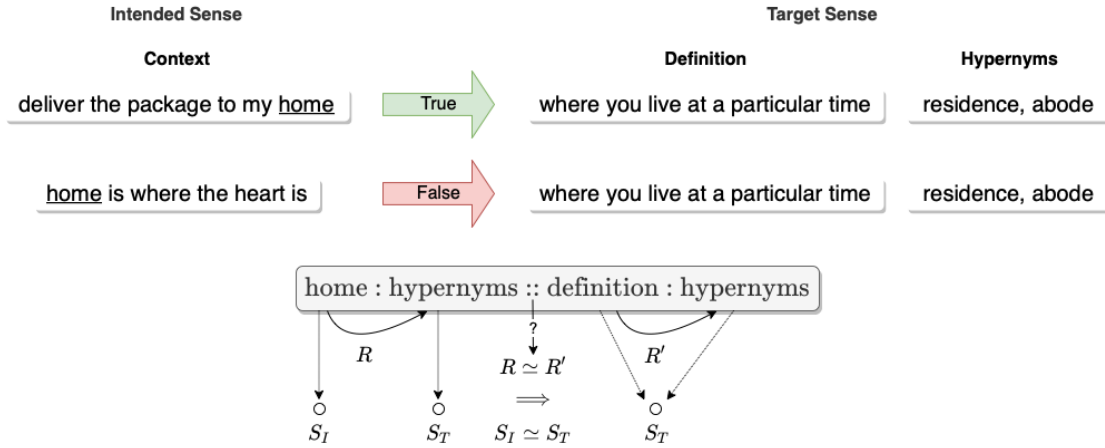 Intended Sense Target Sense
Context Definition Hypernyms
deliver the package to my home True where you live at a particular time residence, abode
home is where the heart is False where you live at a particular time residence, abode
home : hypernyms :: definition : hypernyms
?
R R ≃ R′ R′
⟹
S_I S_T S_I ≃ S_T S_T